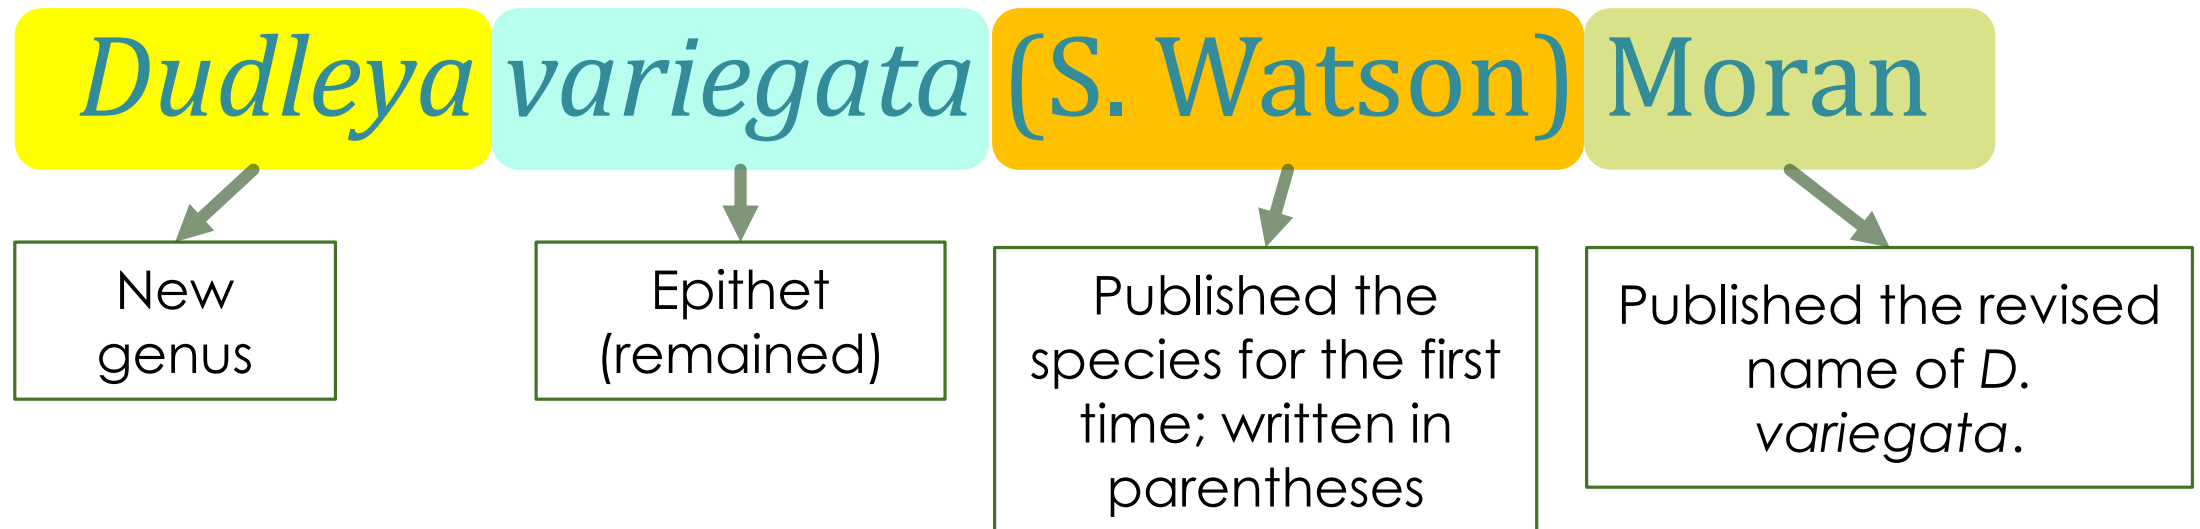 Dudleya variegata (S. Watson) Moran
New
genus
Epithet
(remained)
Published the
species for the first
time; written in
parentheses
Published the revised
name of D.
variegata.